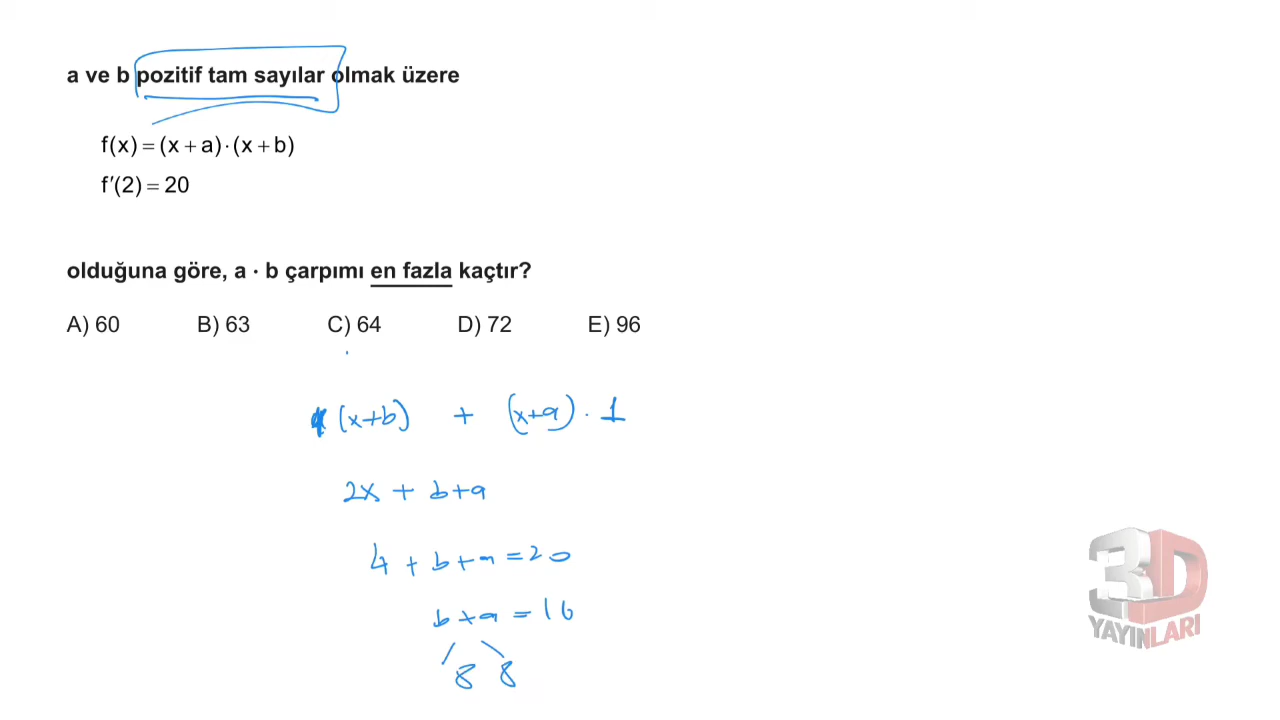 a ve b pozitif tam sayılar olmak üzere
f(x) = (x + a)·(x + b)
f′(2) = 20
olduğuna göre, a · b çarpımı en fazla kaçtır?
A) 60 B) 63 C) 64 D) 72 E) 96
(x+b) + (x+a) · 1
2x + b+a
4 + b+a = 20
b+a = 16
8 8
3D
YAYINLARI